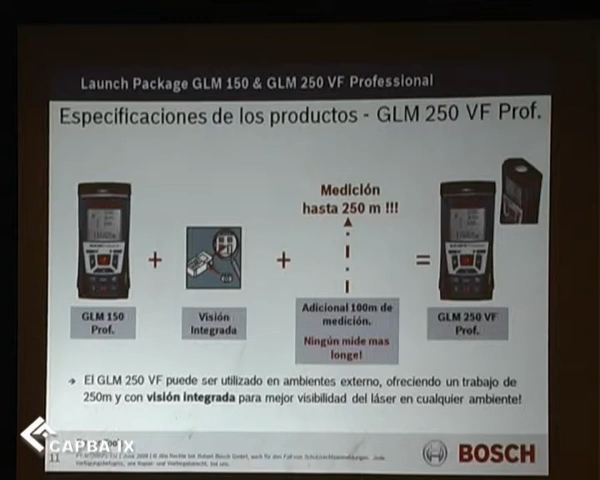 Launch Package GLM 150 & GLM 250 VF Professional
Especificaciones de los productos - GLM 250 VF Prof.
Medición
hasta 250 m !!!
+
+
=
GLM 150
Prof.
Visión
Integrada
Adicional 100m de
medición.
Ningún mide mas
longe!
GLM 250 VF
Prof.
El GLM 250 VF puede ser utilizado en ambientes externo, ofreciendo un trabajo de
250m y con visión integrada para mejor visibilidad del láser en cualquier ambiente!
CAPBA IX
11
BOSCH